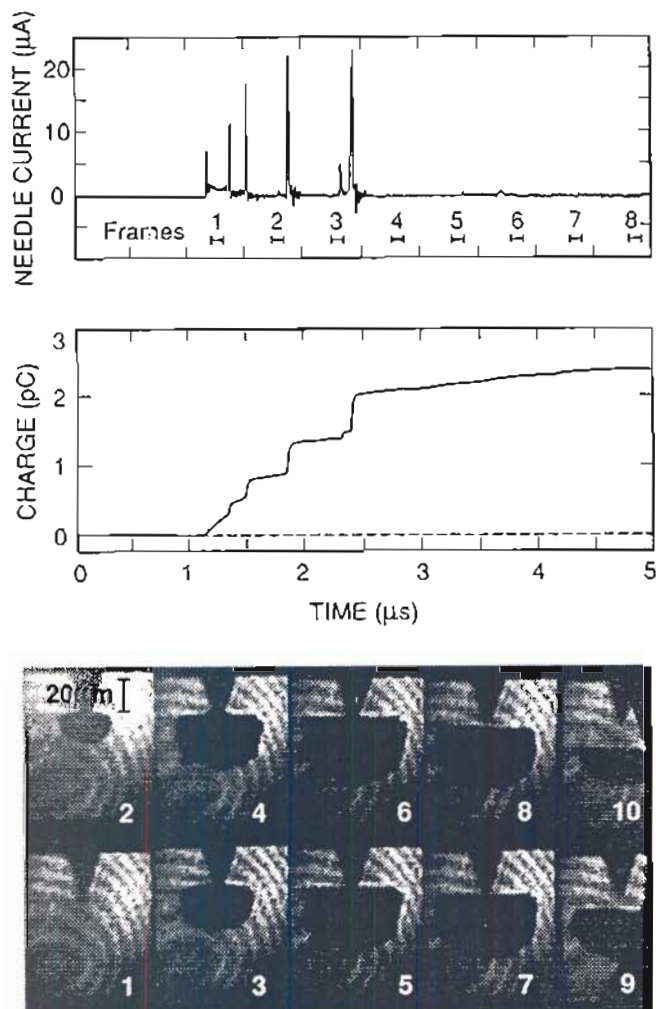 NEEDLE CURRENT (µA)
20
10
0
Frames 1 2 3 4 5 6 7 8
CHARGE (pC)
3
2
1
0
0 1 2 3 4 5
TIME (µs)
20 m
2 4 6 8 10
1 3 5 7 9